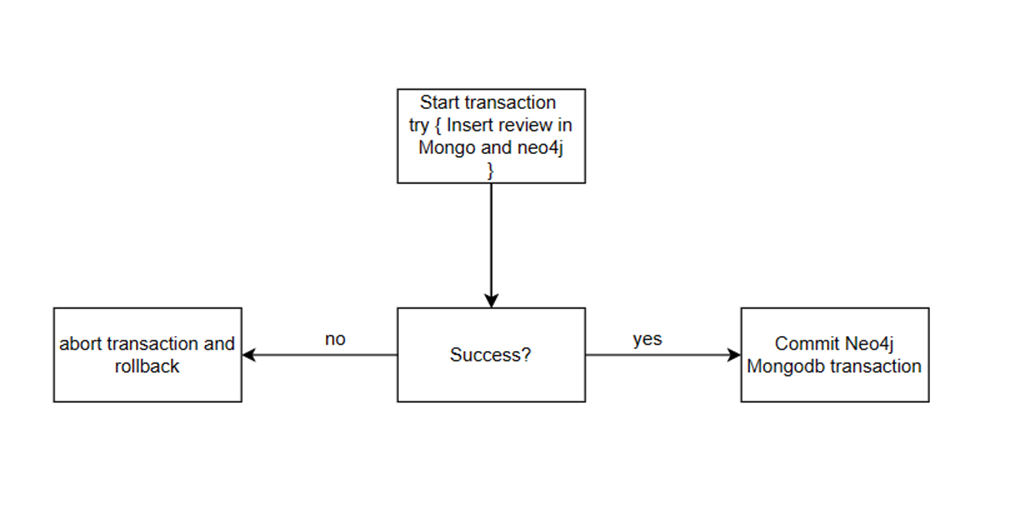 Start transaction
try { Insert review in
Mongo and neo4j
}
abort transaction and
rollback
no
Success?
yes
Commit Neo4j
Mongodb transaction